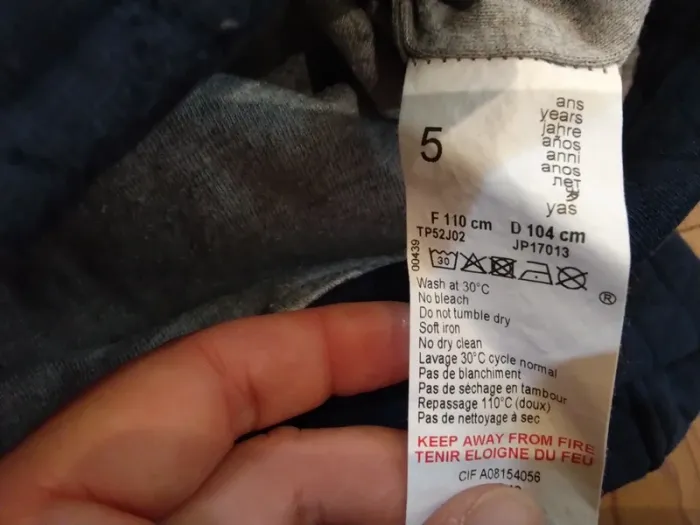 5
ans
years
jahre
años
anni
anos
лет
yas
F 110 cm D 104 cm
TP52J02 JP17013
00439
30
®
Wash at 30°C
No bleach
Do not tumble dry
Soft iron
No dry clean
Lavage 30°C cycle normal
Pas de blanchiment
Pas de séchage en tambour
Repassage 110°C (doux)
Pas de nettoyage à sec
KEEP AWAY FROM FIRE
TENIR ELOIGNE DU FEU
CIF A08154056